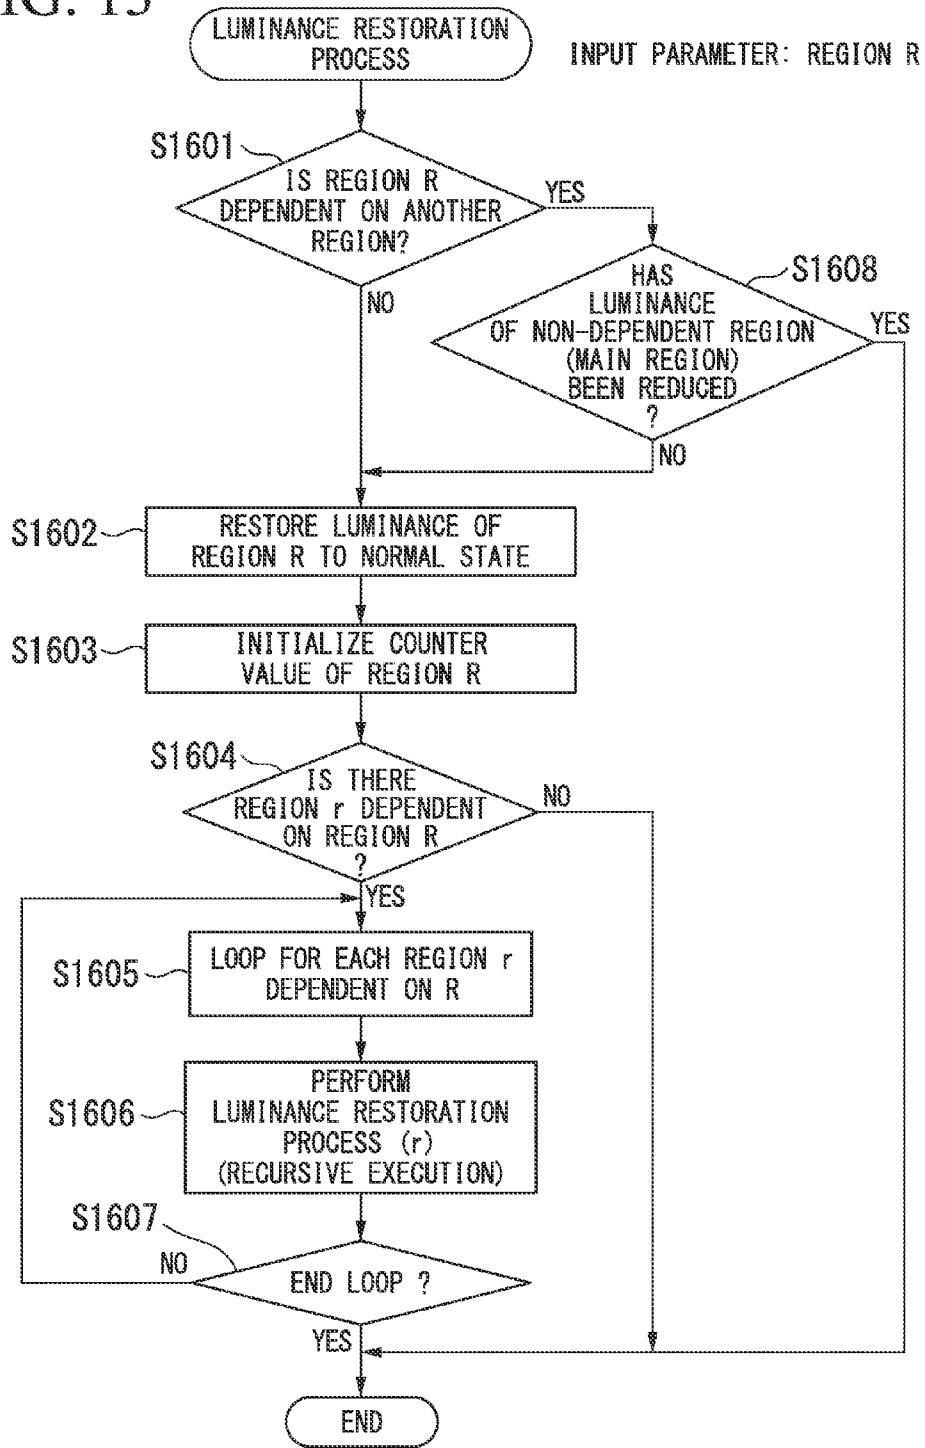 IG. 15
LUMINANCE RESTORATION
PROCESS
INPUT PARAMETER: REGION R
S1601
IS REGION R
DEPENDENT ON ANOTHER
REGION?
YES
NO
S1608
HAS
LUMINANCE
OF NON-DEPENDENT REGION
(MAIN REGION)
BEEN REDUCED
?
YES
NO
S1602
RESTORE LUMINANCE OF
REGION R TO NORMAL STATE
S1603
INITIALIZE COUNTER
VALUE OF REGION R
S1604
IS THERE
REGION r DEPENDENT
ON REGION R
?
NO
YES
S1605
LOOP FOR EACH REGION r
DEPENDENT ON R
S1606
PERFORM
LUMINANCE RESTORATION
PROCESS (r)
(RECURSIVE EXECUTION)
S1607
NO
END LOOP ?
YES
END